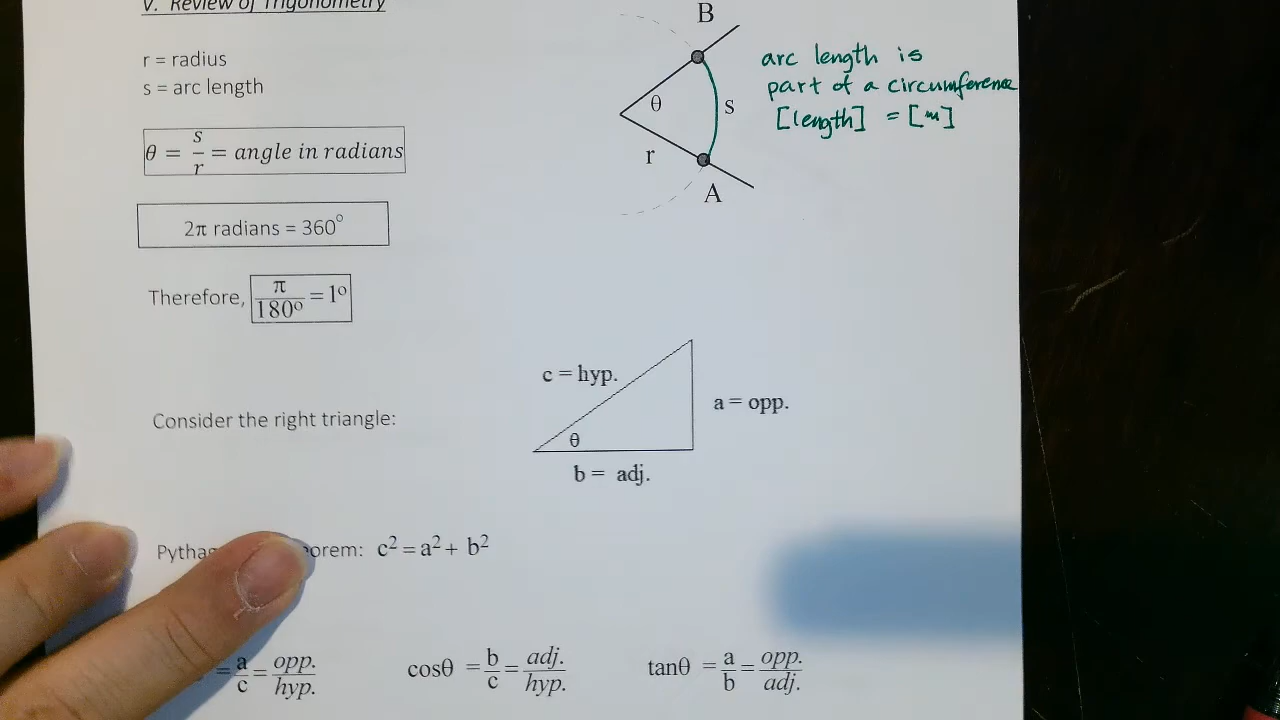 V. Review of Trigonometry
r = radius
s = arc length
θ = s/r = angle in radians
2π radians = 360°
Therefore, π/180° = 1°
B
θ
s
r
A
arc length is
part of a circumference
[length] = [m]
Consider the right triangle:
c = hyp.
a = opp.
θ
b = adj.
c² = a² + b²
= a/c = opp./hyp.
cosθ = b/c = adj./hyp.
tanθ = a/b = opp./adj.